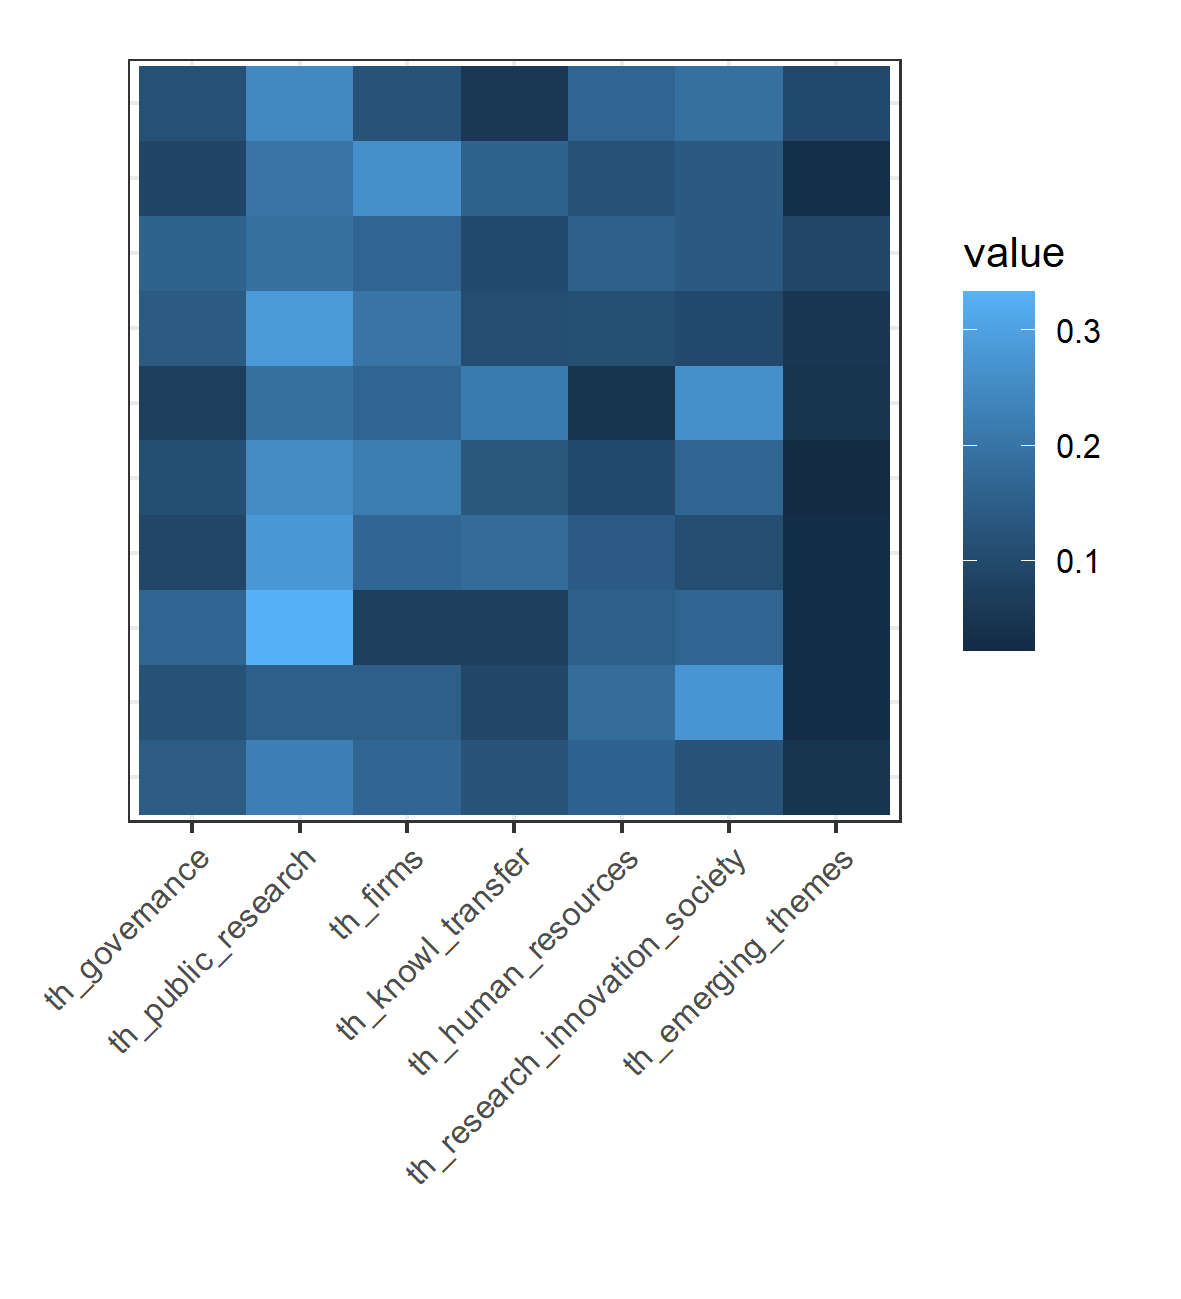 value
0.3
0.2
0.1
th_governance
th_public_research
th_firms
th_knowl_transfer
th_human_resources
th_research_innovation_society
th_emerging_themes